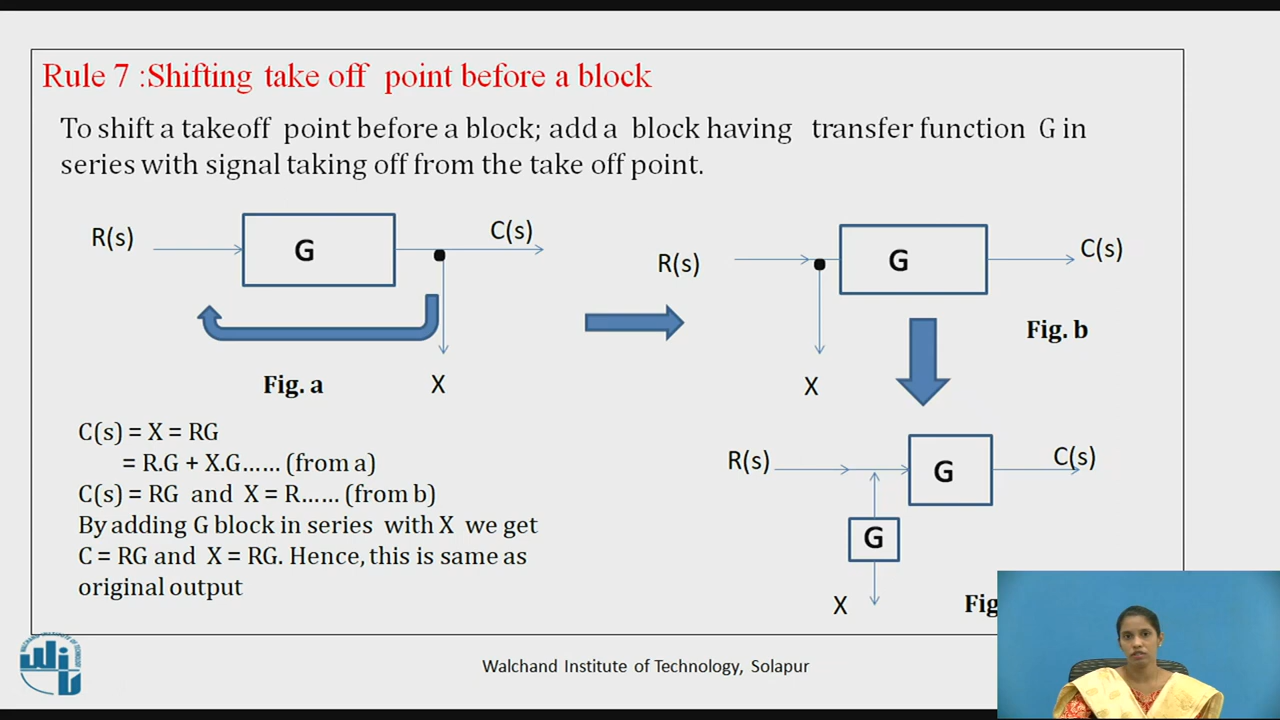 Rule 7 :Shifting take off point before a block
To shift a takeoff point before a block; add a block having transfer function G in
series with signal taking off from the take off point.
R(s)
G
C(s)
X
Fig. a
R(s)
G
C(s)
X
Fig. b
C(s) = X = RG
= R.G + X.G…… (from a)
C(s) = RG and X = R…… (from b)
By adding G block in series with X we get
C = RG and X = RG. Hence, this is same as
original output
R(s)
G
C(s)
G
X
Fig
Walchand Institute of Technology, Solapur
WIT